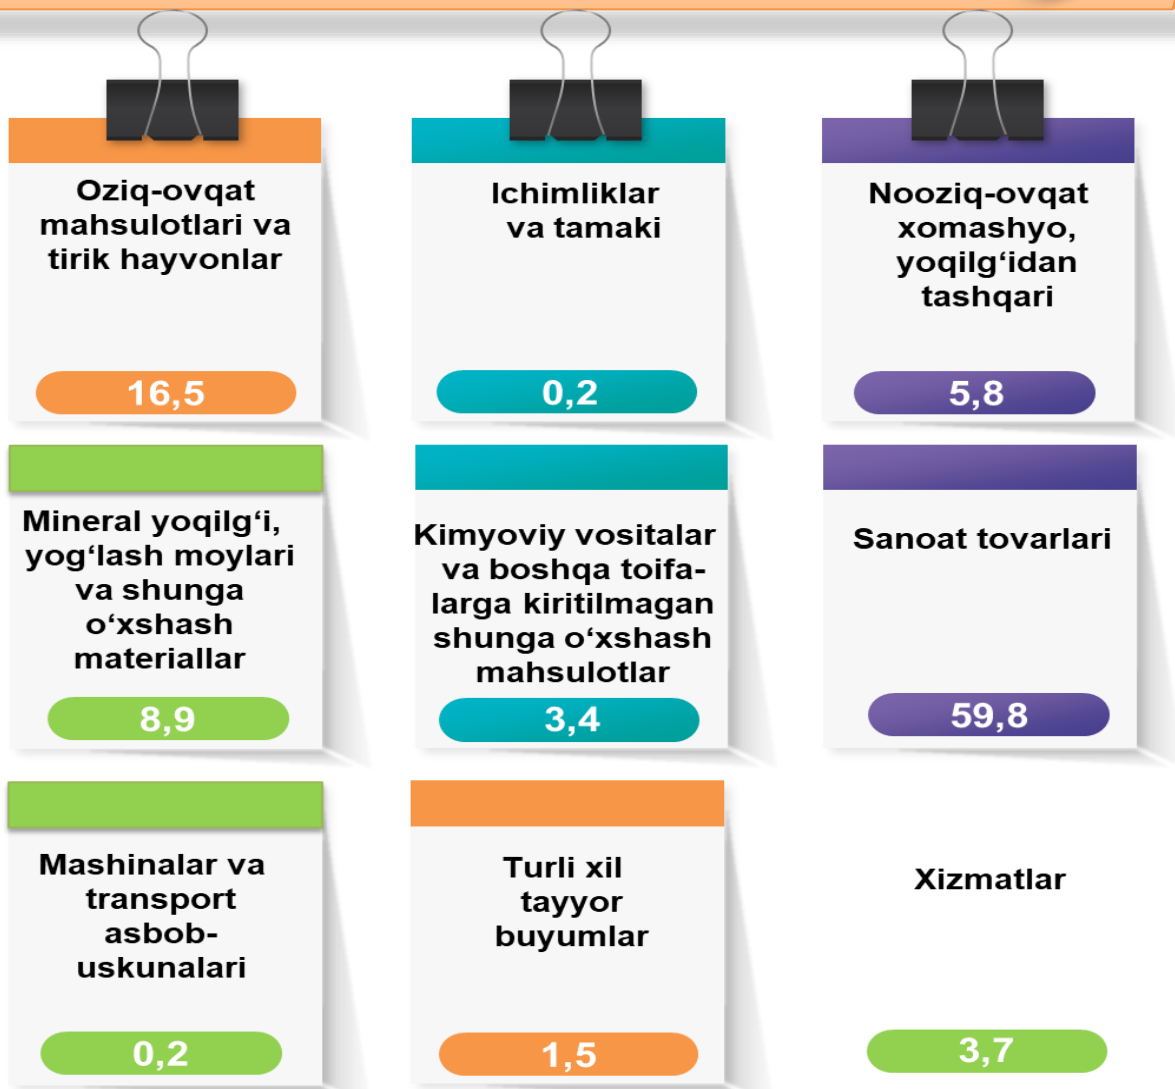 Oziq-ovqat
mahsulotlari va
tirik hayvonlar
16,5
Ichimliklar
va tamaki
0,2
Nooziq-ovqat
xomashyo,
yoqilg‘idan
tashqari
5,8
Mineral yoqilg‘i,
yog‘lash moylari
va shunga
o‘xshash
materiallar
8,9
Kimyoviy vositalar
va boshqa toifa-
larga kiritilmagan
shunga o‘xshash
mahsulotlar
3,4
Sanoat tovarlari
59,8
Mashinalar va
transport
asbob-
uskunalari
0,2
Turli xil
tayyor
buyumlar
1,5
Xizmatlar
3,7